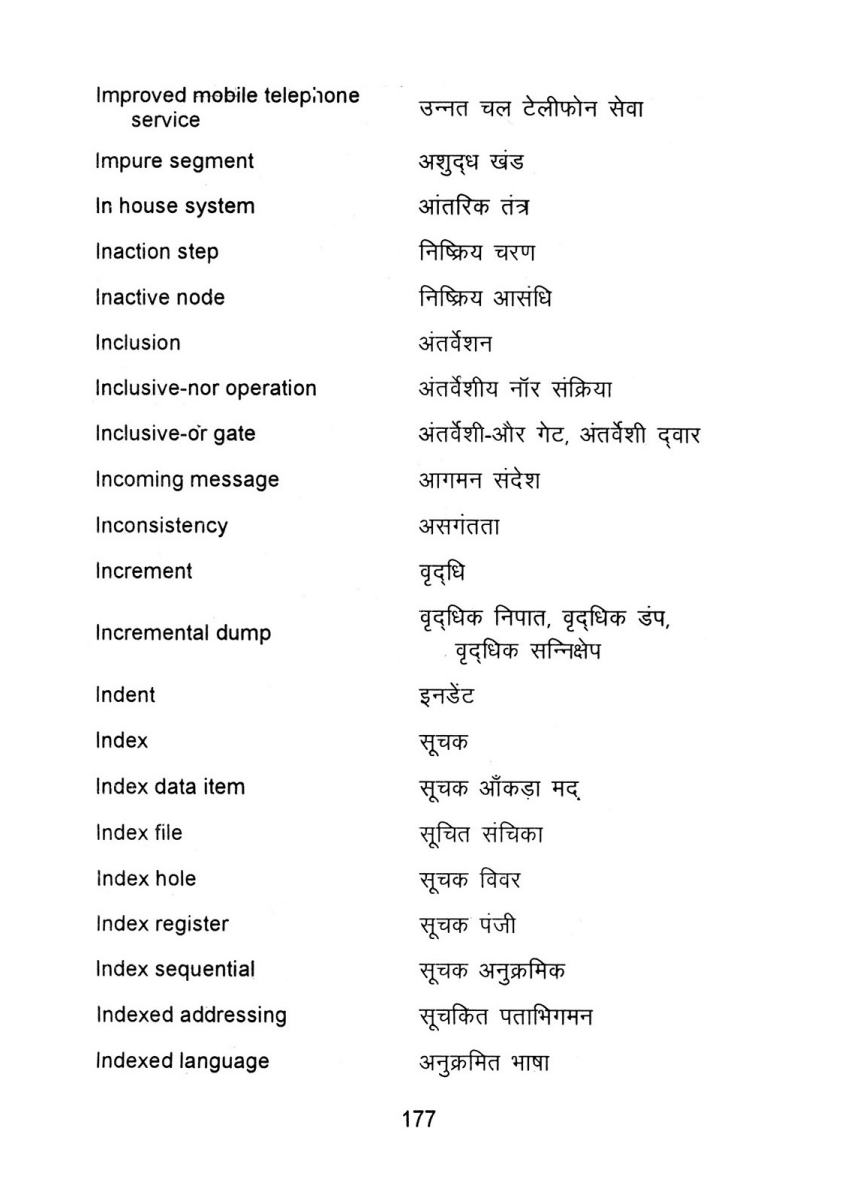 Improved mobile telephone
service
उन्नत चल टेलीफोन सेवा
Impure segment अशुद्ध खंड
In house system आंतरिक तंत्र
Inaction step निष्क्रिय चरण
Inactive node निष्क्रिय आसंधि
Inclusion अंतर्वेशन
Inclusive-nor operation अंतर्वेशीय नॉर संक्रिया
Inclusive-or gate अंतर्वेशी-और गेट, अंतर्वेशी द्वार
Incoming message आगमन संदेश
Inconsistency असगंतता
Increment वृद्धि
Incremental dump वृद्धिक निपात, वृद्धिक डंप,
वृद्धिक सन्निक्षेप
Indent इनडेंट
Index सूचक
Index data item सूचक आँकड़ा मद
Index file सूचित संचिका
Index hole सूचक विवर
Index register सूचक पंजी
Index sequential सूचक अनुक्रमिक
Indexed addressing सूचकित पताभिगमन
Indexed language अनुक्रमित भाषा
177